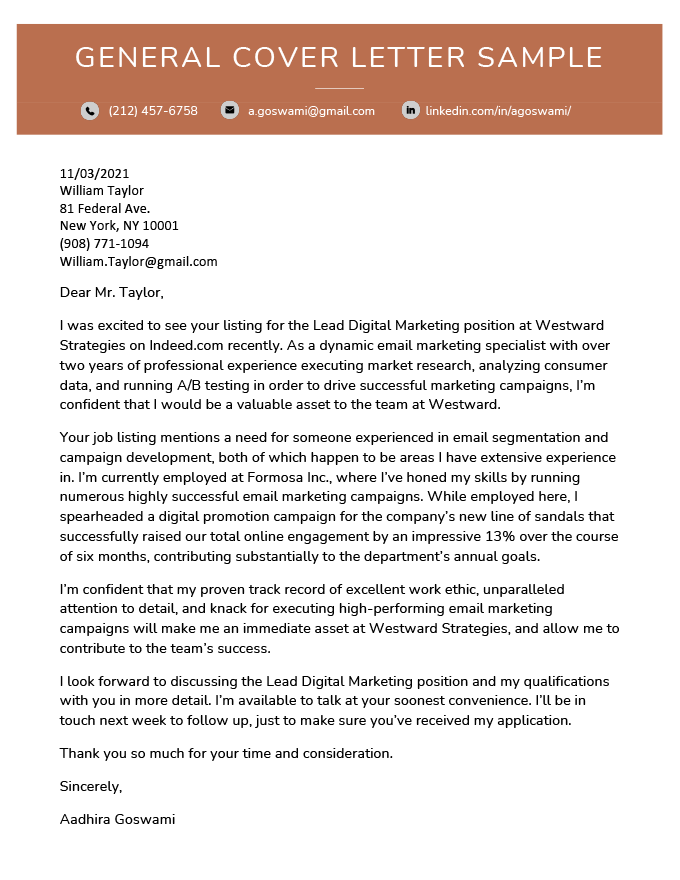 GENERAL COVER LETTER SAMPLE
(212) 457-6758 a.goswami@gmail.com linkedin.com/in/agoswami/
11/03/2021
William Taylor
81 Federal Ave.
New York, NY 10001
(908) 771-1094
William.Taylor@gmail.com
Dear Mr. Taylor,
I was excited to see your listing for the Lead Digital Marketing position at Westward
Strategies on Indeed.com recently. As a dynamic email marketing specialist with over
two years of professional experience executing market research, analyzing consumer
data, and running A/B testing in order to drive successful marketing campaigns, I’m
confident that I would be a valuable asset to the team at Westward.
Your job listing mentions a need for someone experienced in email segmentation and
campaign development, both of which happen to be areas I have extensive experience
in. I’m currently employed at Formosa Inc., where I’ve honed my skills by running
numerous highly successful email marketing campaigns. While employed here, I
spearheaded a digital promotion campaign for the company’s new line of sandals that
successfully raised our total online engagement by an impressive 13% over the course
of six months, contributing substantially to the department’s annual goals.
I’m confident that my proven track record of excellent work ethic, unparalleled
attention to detail, and knack for executing high-performing email marketing
campaigns will make me an immediate asset at Westward Strategies, and allow me to
contribute to the team’s success.
I look forward to discussing the Lead Digital Marketing position and my qualifications
with you in more detail. I’m available to talk at your soonest convenience. I’ll be in
touch next week to follow up, just to make sure you’ve received my application.
Thank you so much for your time and consideration.
Sincerely,
Aadhira Goswami